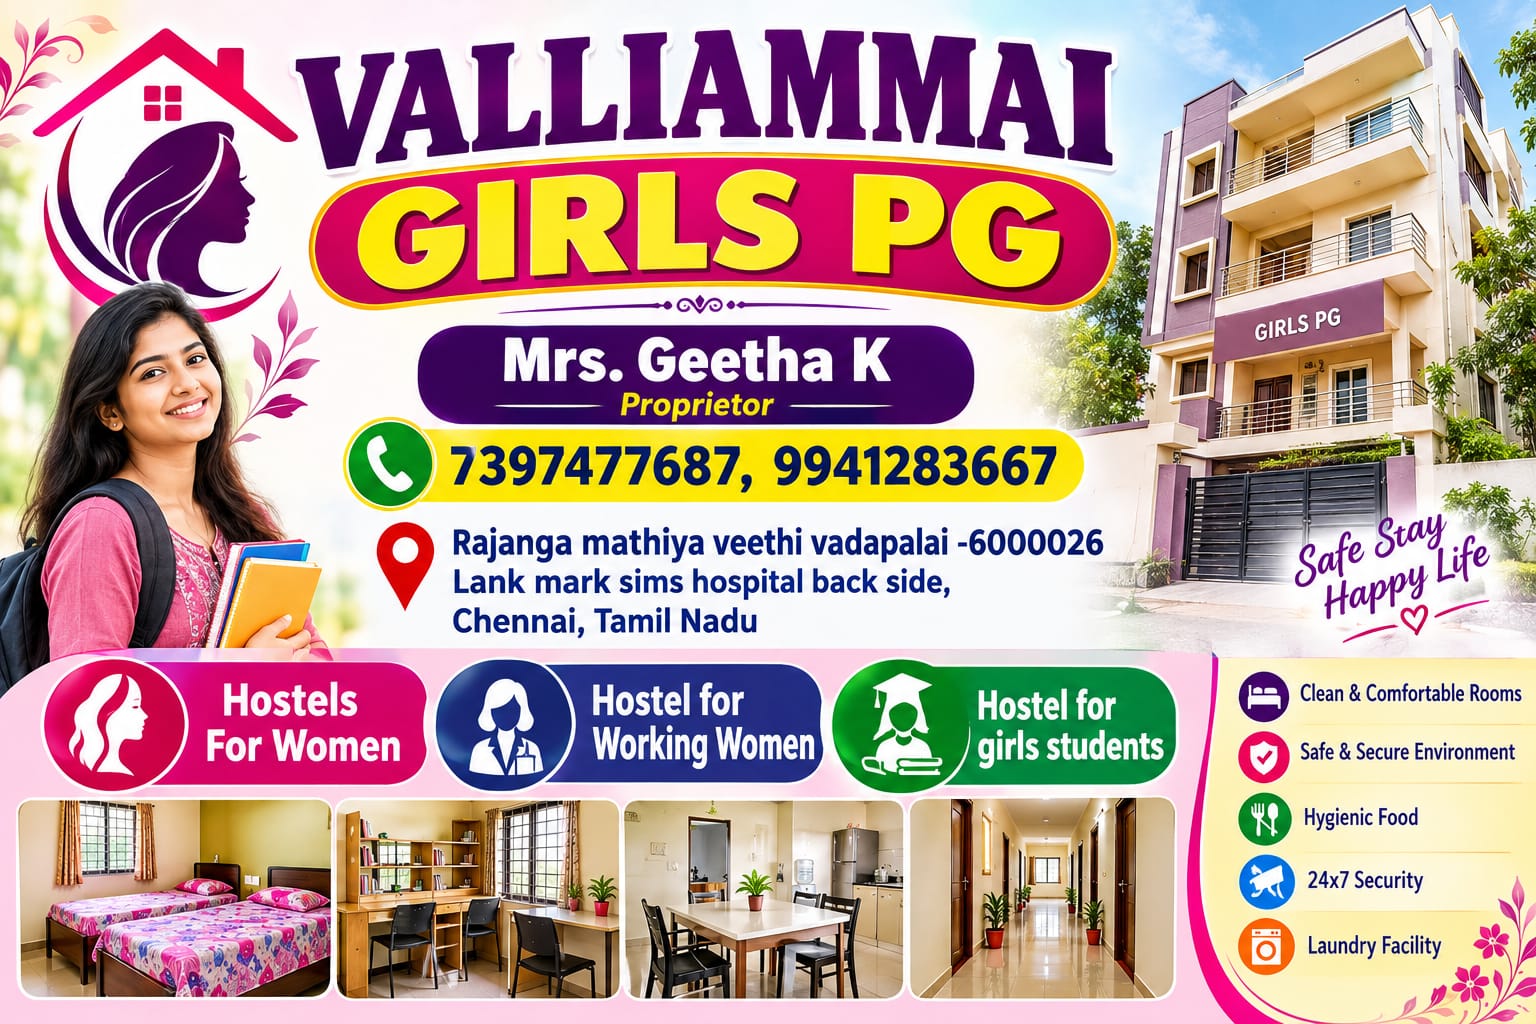 VALLIAMMAI
GIRLS PG
Mrs. Geetha K
Proprietor
7397477687, 9941283667
Rajanga mathiya veethi vadapalai -6000026
Lank mark sims hospital back side,
Chennai, Tamil Nadu
GIRLS PG
Safe Stay
Happy Life
Hostels
For Women
Hostel for
Working Women
Hostel for
girls students
Clean & Comfortable Rooms
Safe & Secure Environment
Hygienic Food
24x7 Security
Laundry Facility